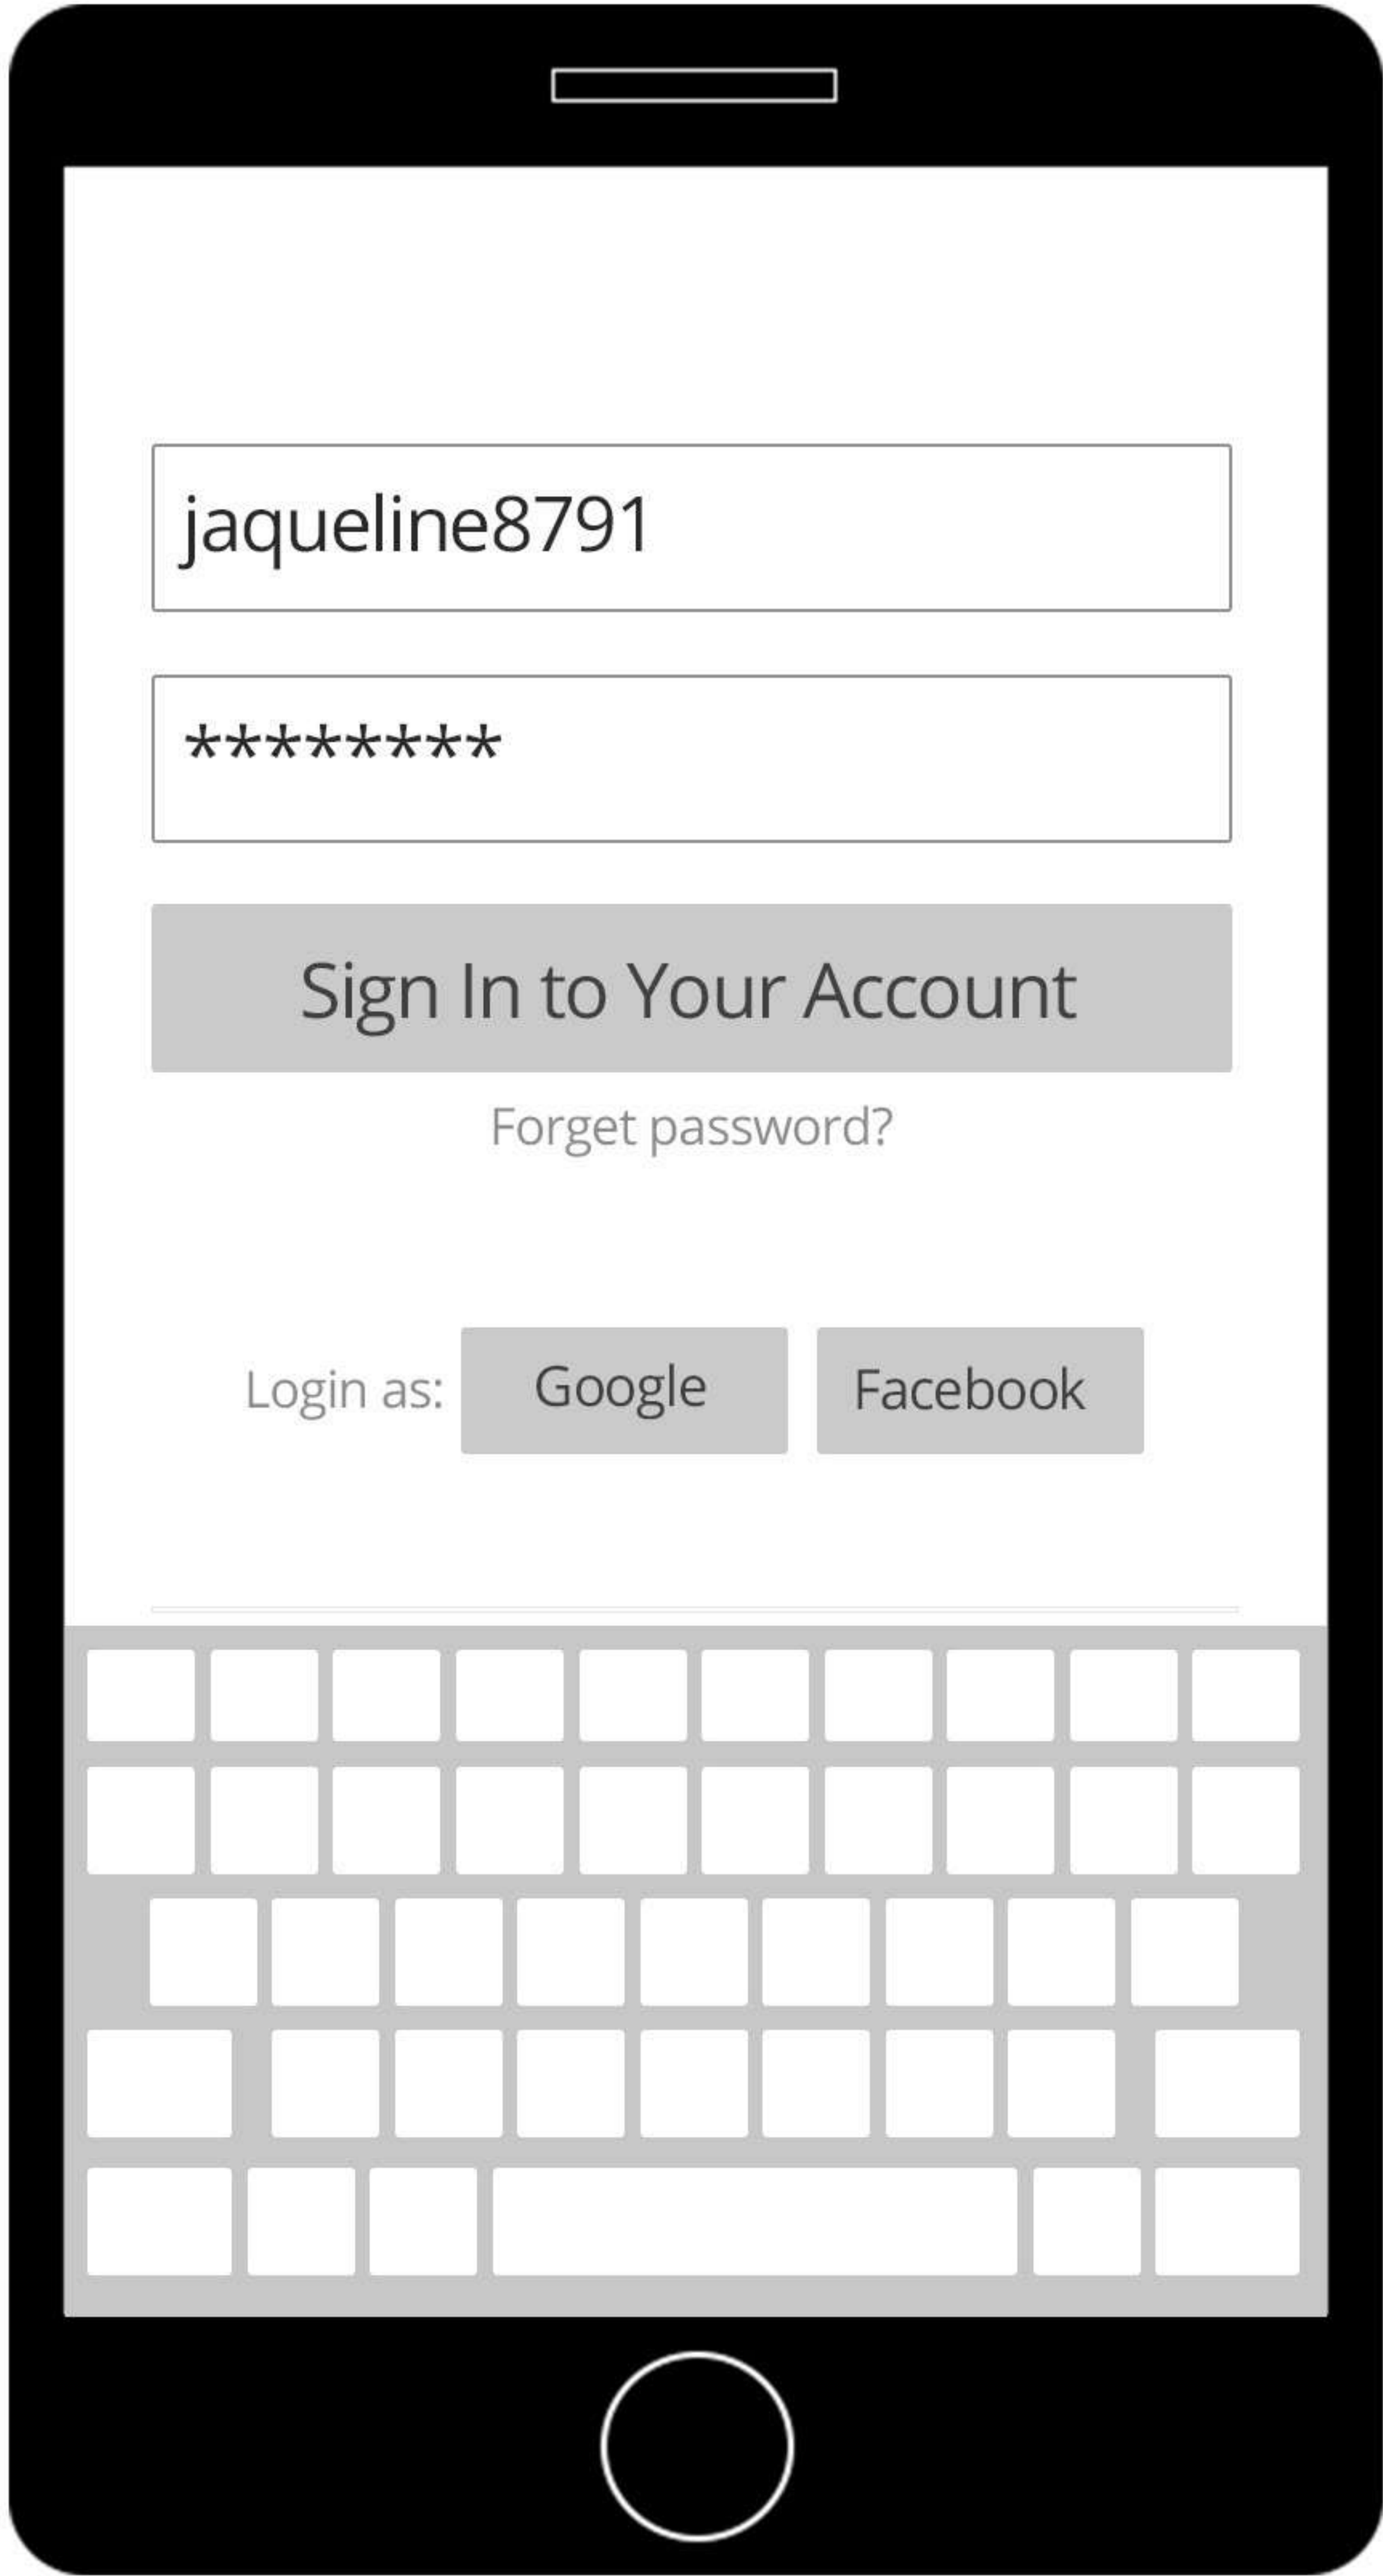 jaqueline8791
********
Sign In to Your Account
Forget password?
Login as: Google Facebook